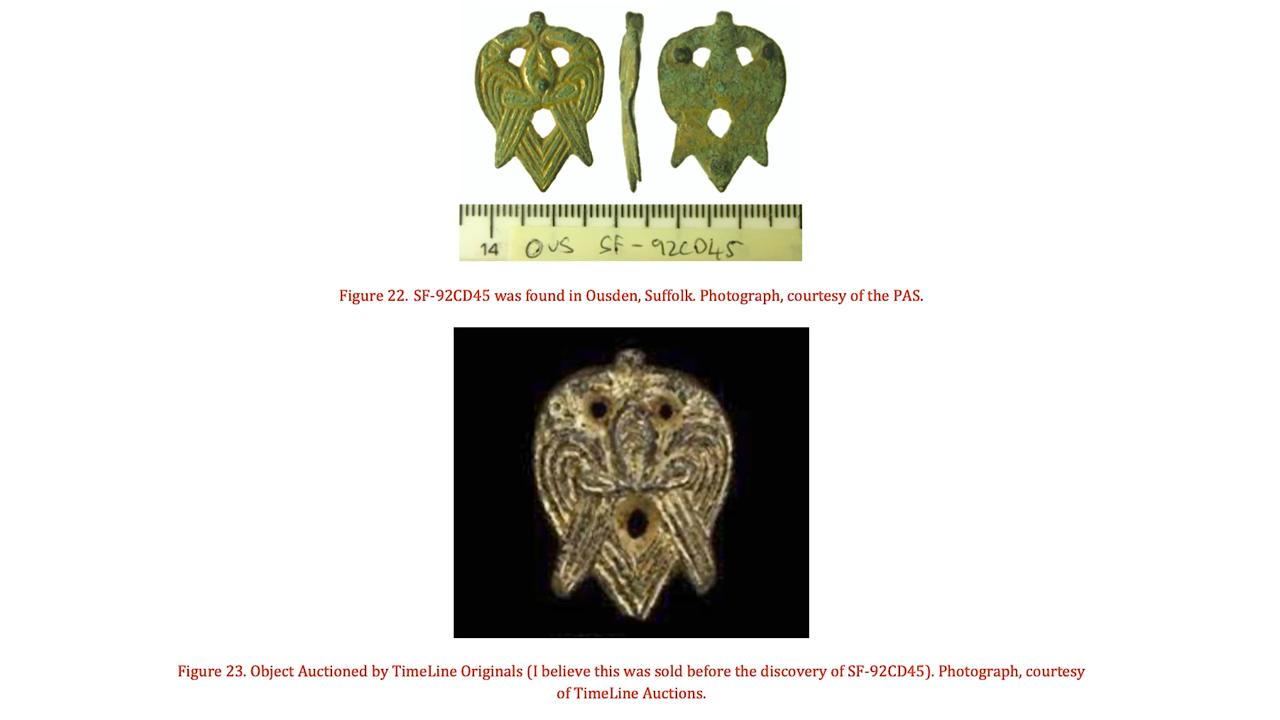 14 OUS SF-92CD45
Figure 22. SF-92CD45 was found in Ousden, Suffolk. Photograph, courtesy of the PAS.
Figure 23. Object Auctioned by TimeLine Originals (I believe this was sold before the discovery of SF-92CD45). Photograph, courtesy
of TimeLine Auctions.